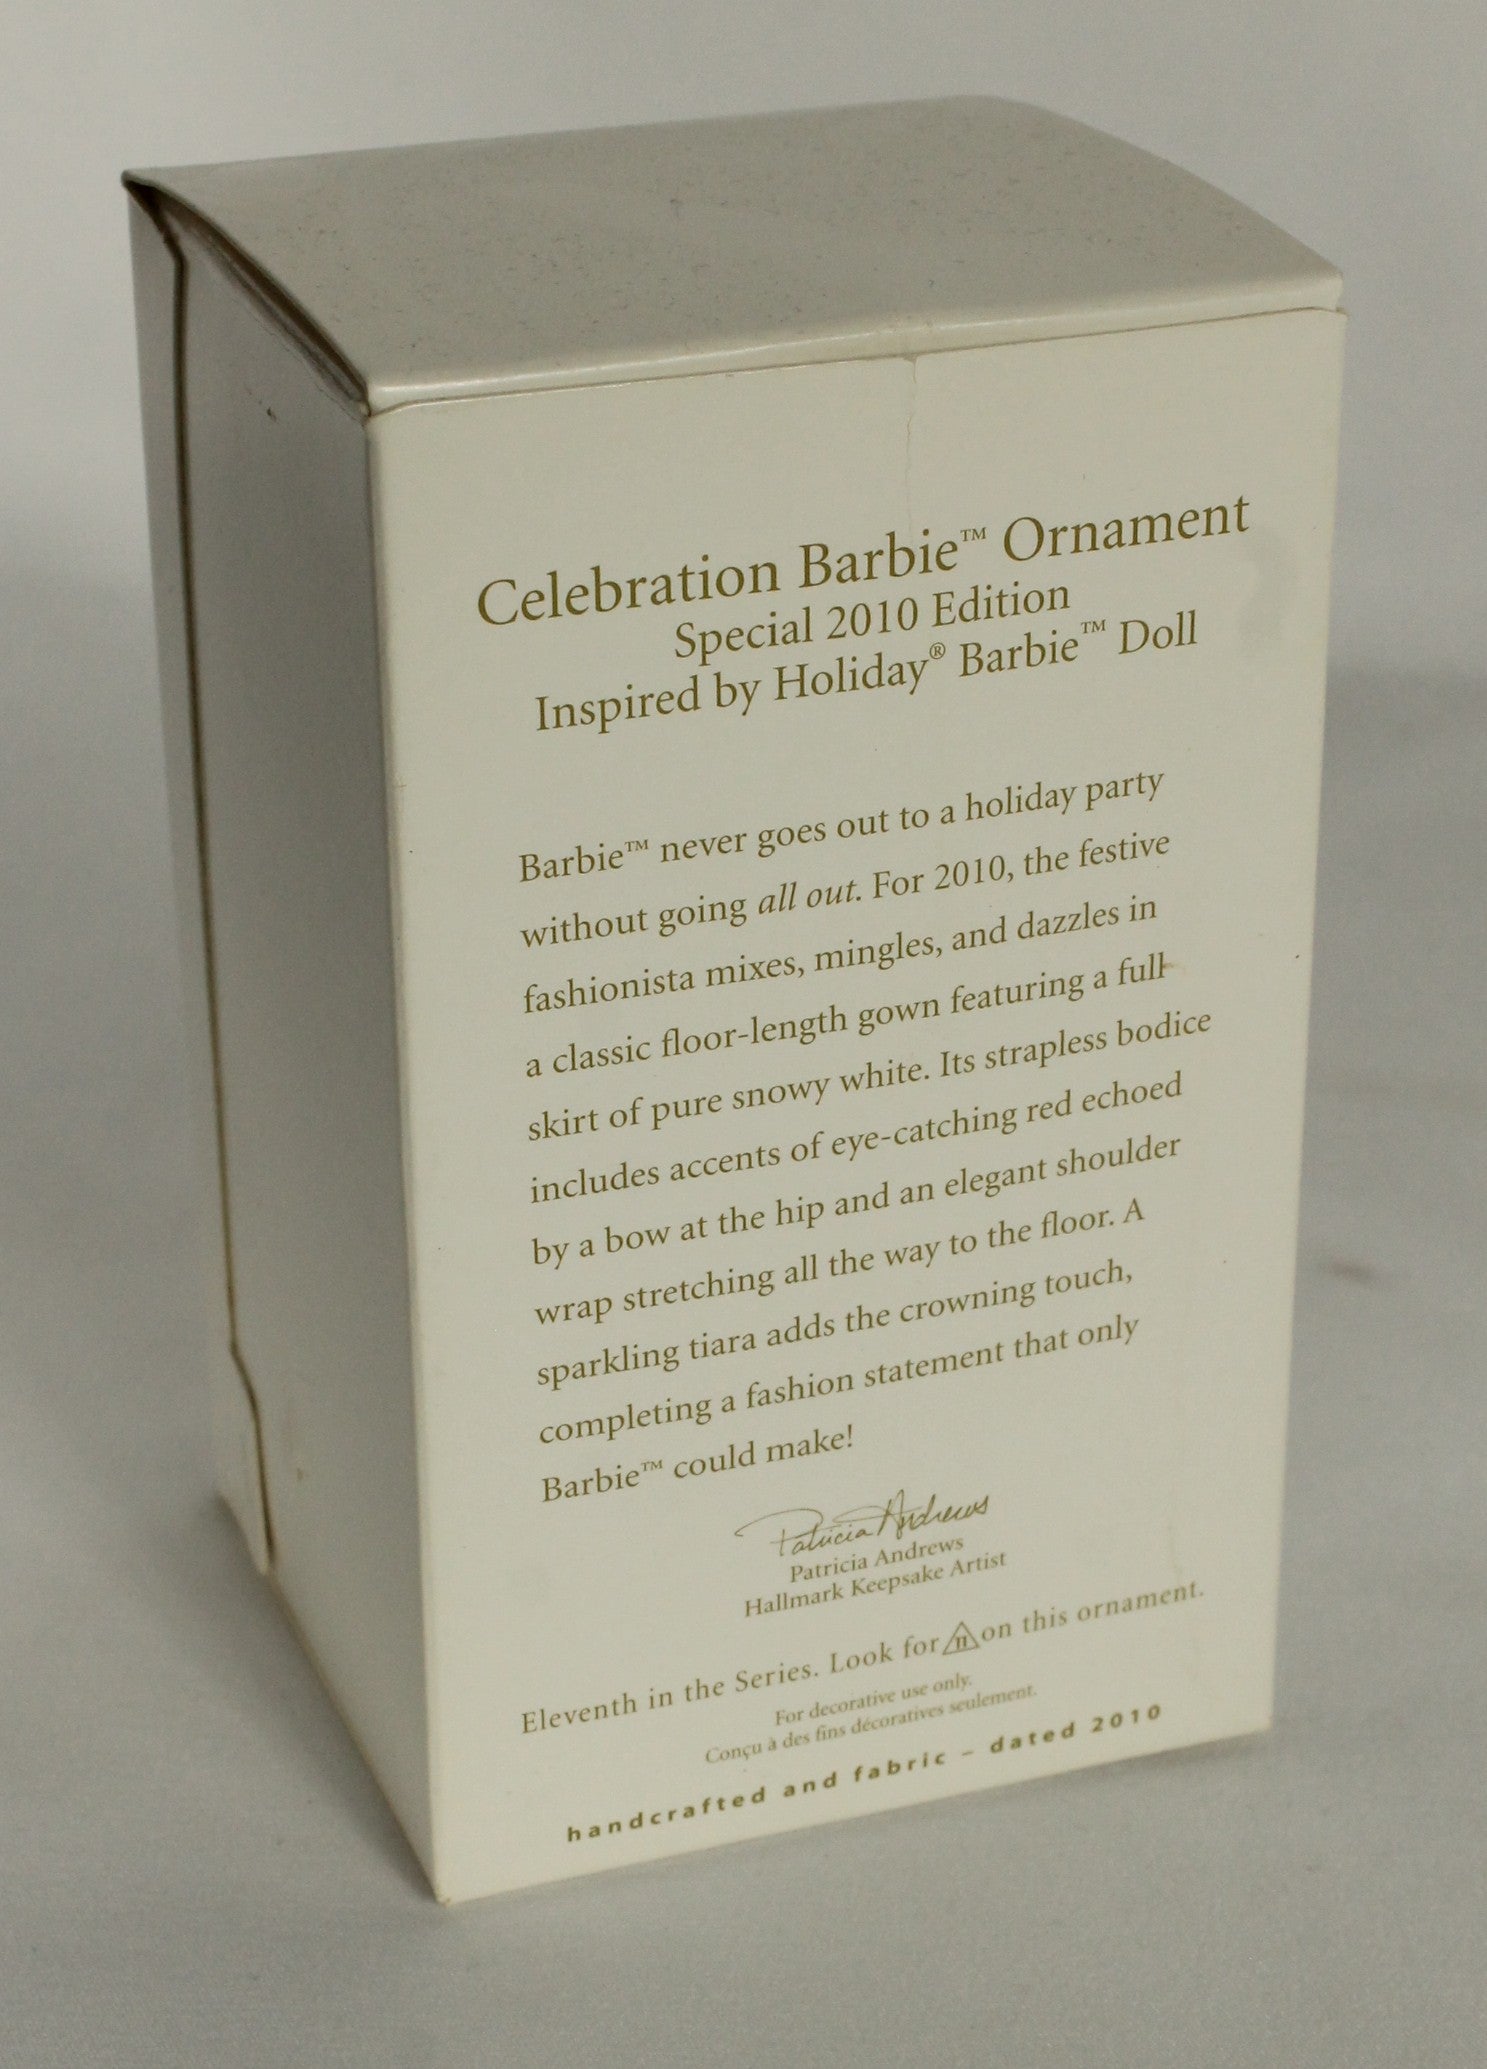 Celebration Barbie™ Ornament
Special 2010 Edition
Inspired by Holiday® Barbie™ Doll
Barbie™ never goes out to a holiday party
without going all out. For 2010, the festive
fashionista mixes, mingles, and dazzles in
a classic floor-length gown featuring a full
skirt of pure snowy white. Its strapless bodice
includes accents of eye-catching red echoed
by a bow at the hip and an elegant shoulder
wrap stretching all the way to the floor. A
sparkling tiara adds the crowning touch,
completing a fashion statement that only
Barbie™ could make!
Patricia Andrews
Patricia Andrews
Hallmark Keepsake Artist
Eleventh in the Series. Look for 11 on this ornament.
For decorative use only.
Conçu à des fins décoratives seulement.
handcrafted and fabric – dated 2010